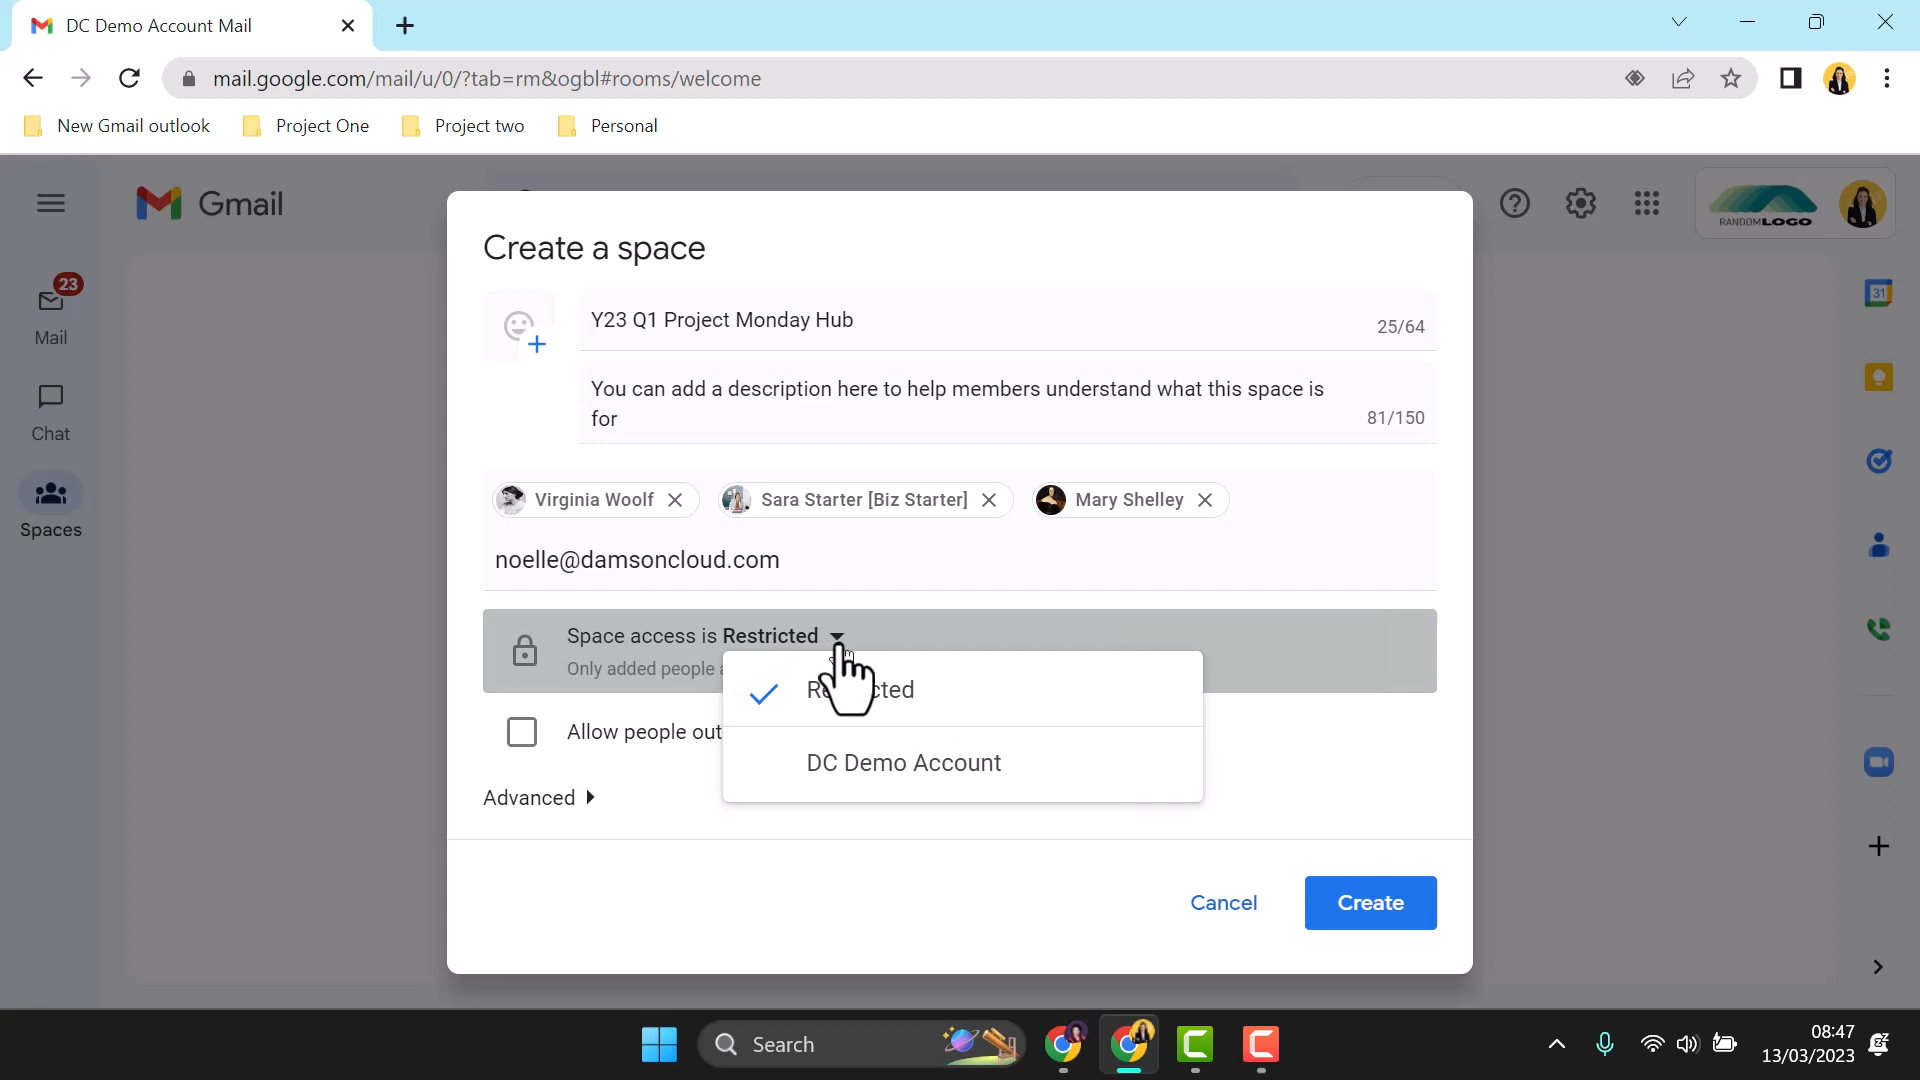 DC Demo Account Mail
mail.google.com/mail/u/0/?tab=rm&ogbl#rooms/welcome
New Gmail outlook
Project One
Project two
Personal
Gmail
RANDOMLOGO
23
Mail
Chat
Spaces
31
Create a space
Y23 Q1 Project Monday Hub
25/64
You can add a description here to help members understand what this space is
for
81/150
Virginia Woolf
Sara Starter [Biz Starter]
Mary Shelley
noelle@damsoncloud.com
Space access is Restricted
Only added people
DC Demo Account
Allow people out
Advanced
Cancel
Create
Search
08:47
13/03/2023